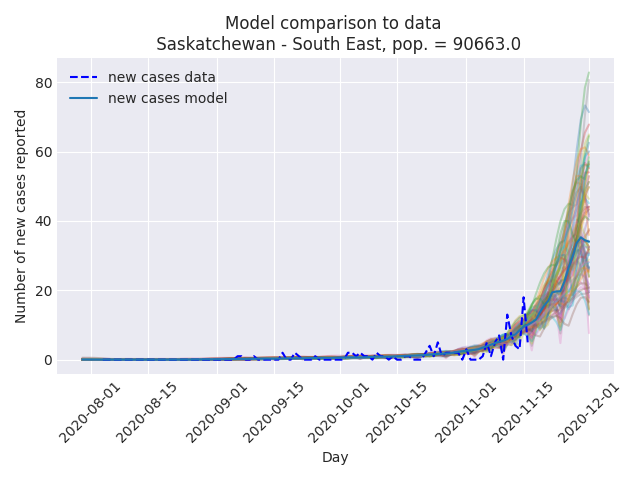 Model comparison to data
Saskatchewan - South East, pop. = 90663.0
new cases data
new cases model
Number of new cases reported
80
60
40
20
0
2020-08-01
2020-08-15
2020-09-01
2020-09-15
2020-10-01
2020-10-15
2020-11-01
2020-11-15
2020-12-01
Day